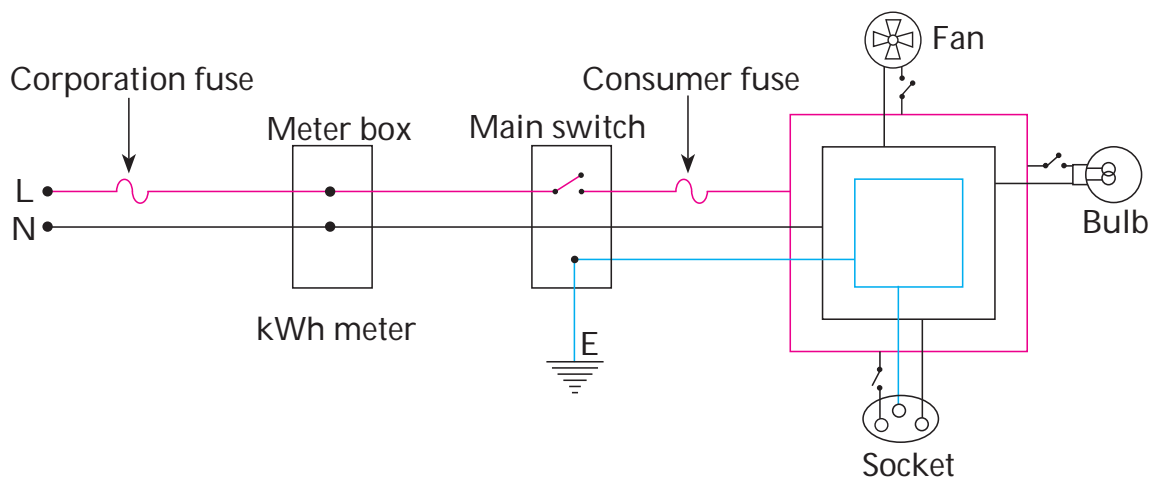 Fan
Corporation fuse
Consumer fuse
Meter box
Main switch
L
N
Bulb
kWh meter
E
Socket